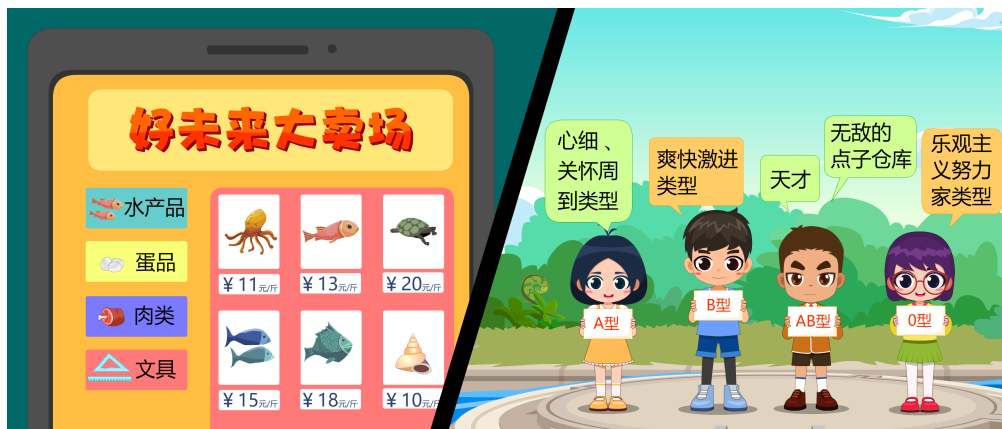 好未来大卖场
水产品
蛋品
肉类
文具
¥11元/斤
¥13元/斤
¥20元/斤
¥15元/斤
¥18元/斤
¥10元/斤
心细、
关怀周
到类型
爽快激进
类型
天才
无敌的
点子仓库
乐观主
义努力
家类型
A型
B型
AB型
O型